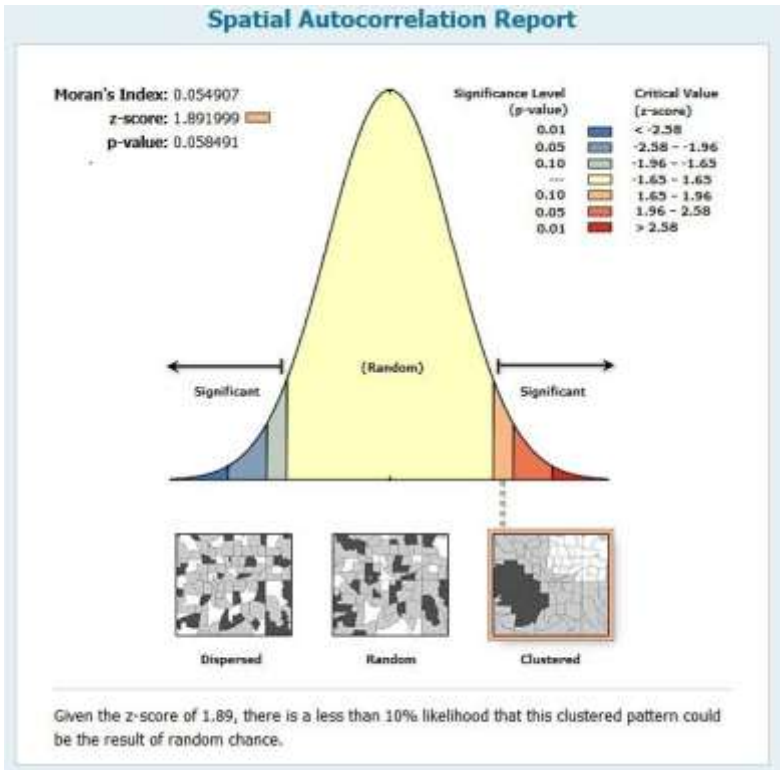 Spatial Autocorrelation Report
Moran's Index: 0.054907
z-score: 1.891999
p-value: 0.058491
Significance Level
(p-value)
Critical Value
(z-score)
0.01 < -2.58
0.05 -2.58 – -1.96
0.10 -1.96 – -1.65
--- -1.65 – 1.65
0.10 1.65 – 1.96
0.05 1.96 – 2.58
0.01 > 2.58
Significant
(Random)
Significant
Dispersed
Random
Clustered
Given the z-score of 1.89, there is a less than 10% likelihood that this clustered pattern could
be the result of random chance.